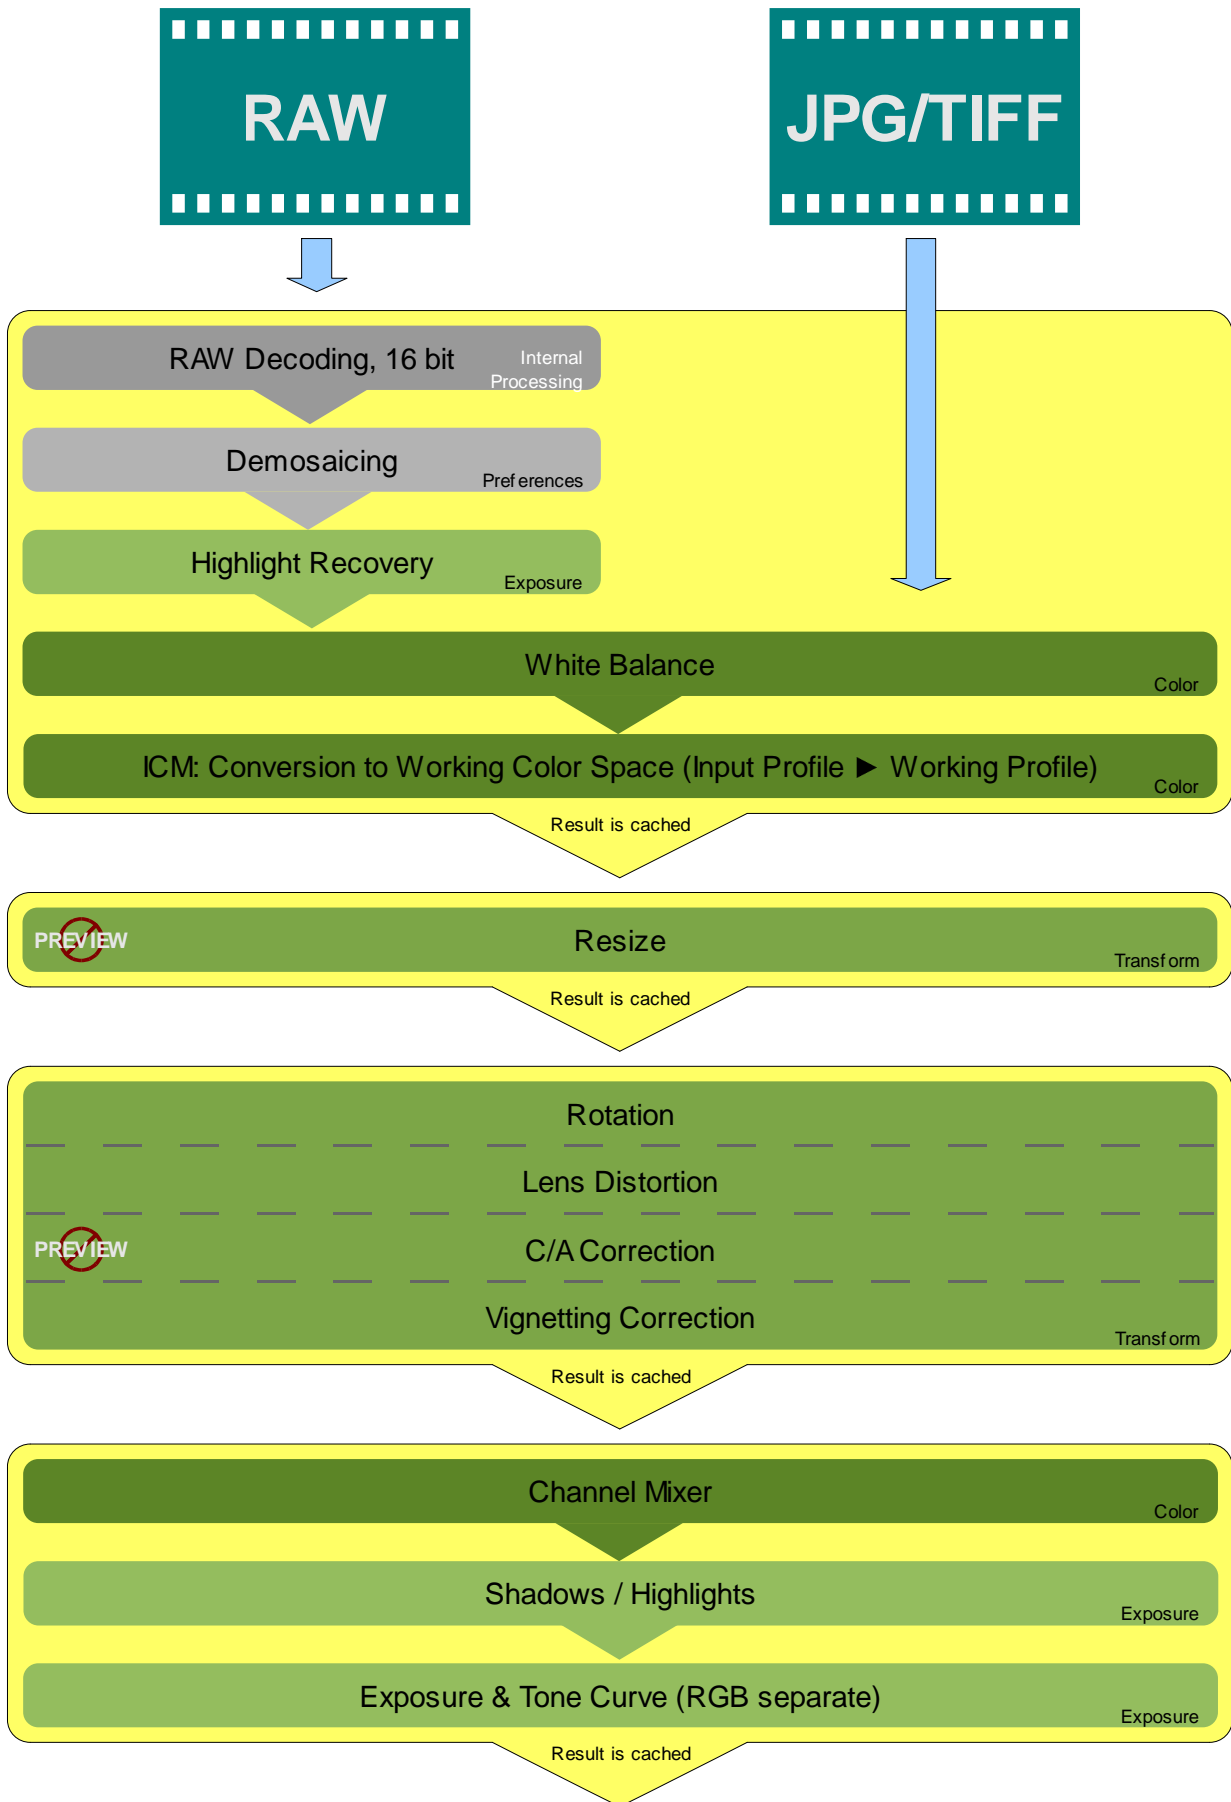 RAW
JPG/TIFF
RAW Decoding, 16 bit
Internal
Processing
Demosaicing
Preferences
Highlight Recovery
Exposure
White Balance
Color
ICM: Conversion to Working Color Space (Input Profile ► Working Profile)
Color
Result is cached
PREVIEW
Resize
Transform
Result is cached
Rotation
Lens Distortion
PREVIEW
C/A Correction
Vignetting Correction
Transform
Result is cached
Channel Mixer
Color
Shadows / Highlights
Exposure
Exposure & Tone Curve (RGB separate)
Exposure
Result is cached